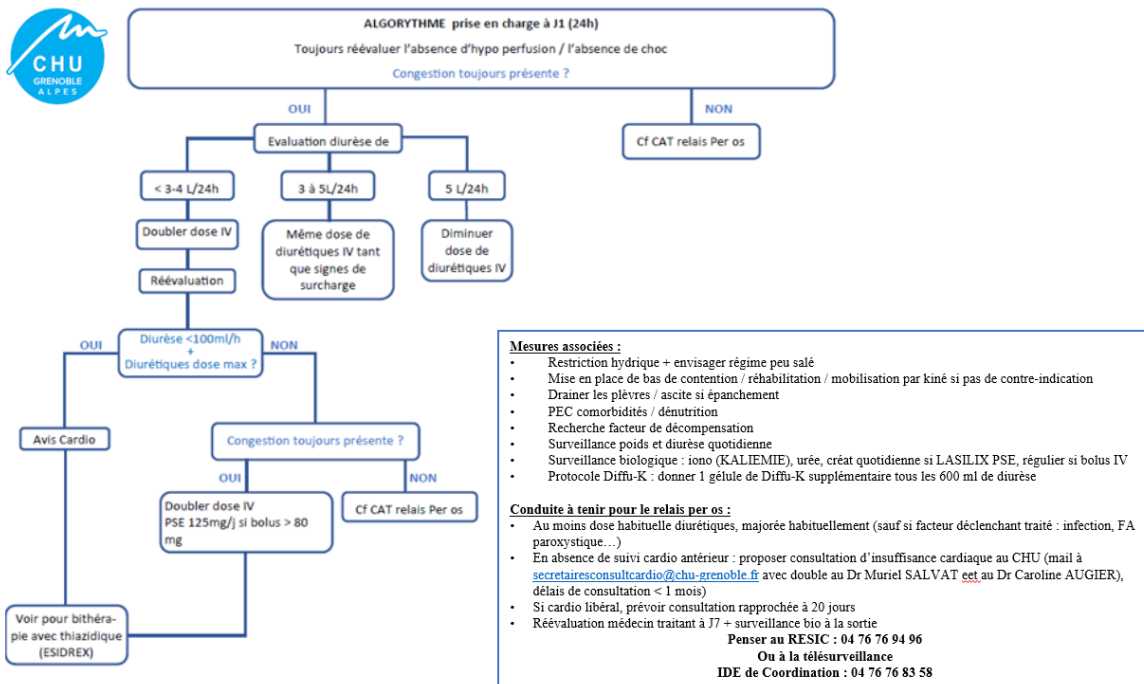 CHU
GRENOBLE
ALPES
ALGORYTHME prise en charge à J1 (24h)
Toujours réévaluer l'absence d'hypo perfusion / l'absence de choc
Congestion toujours présente ?
OUI
NON
Evaluation diurèse de
Cf CAT relais Per os
< 3-4 L/24h
3 à 5L/24h
5 L/24h
Doubler dose IV
Même dose de
diurétiques IV tant
que signes de
surcharge
Diminuer
dose de
diurétiques IV
Réévaluation
OUI
Diurèse <100ml/h
+
Diurétiques dose max ?
NON
Avis Cardio
Congestion toujours présente ?
OUI
NON
Doubler dose IV
PSE 125mg/j si bolus > 80
mg
Cf CAT relais Per os
Voir pour bithéra-
pie avec thiazidique
(ESIDREX)
Mesures associées :
• Restriction hydrique + envisager régime peu salé
• Mise en place de bas de contention / réhabilitation / mobilisation par kiné si pas de contre-indication
• Drainer les plèvres / ascite si épanchement
• PEC comorbidités / dénutrition
• Recherche facteur de décompensation
• Surveillance poids et diurèse quotidienne
• Surveillance biologique : iono (KALIEMIE), urée, créat quotidienne si LASILIX PSE, régulier si bolus IV
• Protocole Diffu-K : donner 1 gélule de Diffu-K supplémentaire tous les 600 ml de diurèse
Conduite à tenir pour le relais per os :
• Au moins dose habituelle diurétiques, majorée habituellement (sauf si facteur déclenchant traité : infection, FA
paroxystique…)
• En absence de suivi cardio antérieur : proposer consultation d'insuffisance cardiaque au CHU (mail à
secretairesconsultcardio@chu-grenoble.fr avec double au Dr Muriel SALVAT eet au Dr Caroline AUGIER),
délais de consultation < 1 mois)
• Si cardio libéral, prévoir consultation rapprochée à 20 jours
• Réévaluation médecin traitant à J7 + surveillance bio à la sortie
Penser au RESIC : 04 76 76 94 96
Ou à la télésurveillance
IDE de Coordination : 04 76 76 83 58